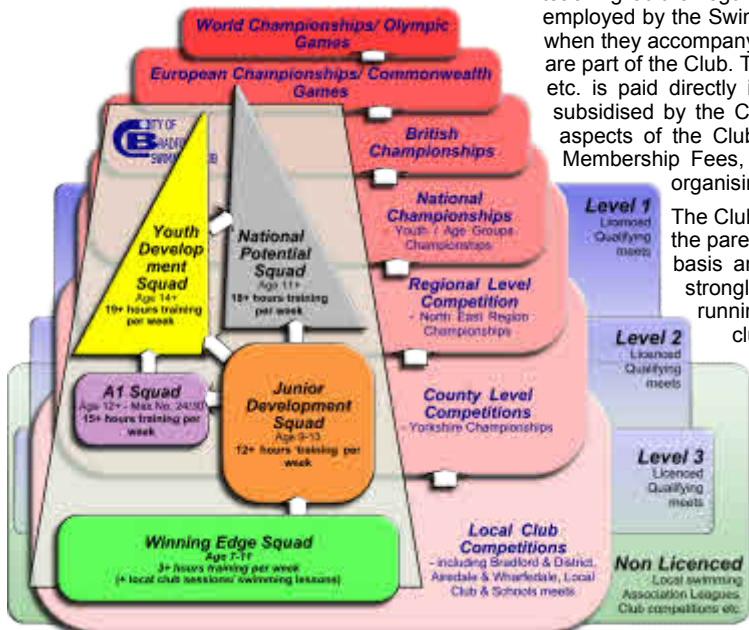 World Championships/ Olympic
Games
European Championships/ Commonwealth
Games
British
Championships
National
Championships
- Youth / Age Groups
Championships
Regional Level
Competition
- North East Region
Championships
County Level
Competitions
- Yorkshire Championships
Local Club
Competitions
- including Bradford & District,
Airedale & Wharfedale, Local
Club & Schools meets
CITY OF
Youth
Develop
ment
Squad
Age 14+
19+ hours training
per week
National
Potential
Squad
Age 11+
18+ hours training
per week
A1 Squad
Age 12+ - Max No. 24/30
15+ hours training per
week
Junior
Development
Squad
Age 9-13
12+ hours training per
week
Winning Edge Squad
Age 7-11
3+ hours training per week
(+ local club sessions/ swimming lessons)
Level 1
Licenced
Qualifying
meets
Level 2
Licenced
Qualifying
meets
Level 3
Licenced
Qualifying
meets
Non Licenced
Local swimming
Association Leagues.
Club competitions etc.
employed by the Swim
when they accompany
are part of the Club. T
etc. is paid directly i
subsidised by the C
aspects of the Club
Membership Fees,
organisin
The Club
the pare
basis an
strongl
runnin
clu